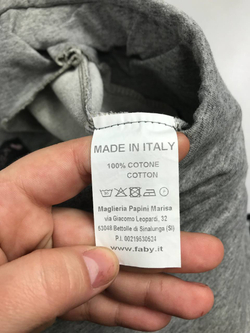 MADE IN ITALY
100% COTONE
COTTON
Maglieria Papini Marisa
via Giacomo Leopardi, 32
53048 Bettolle di Sinalunga (SI)
P.I. 00219530524
www.faby.it